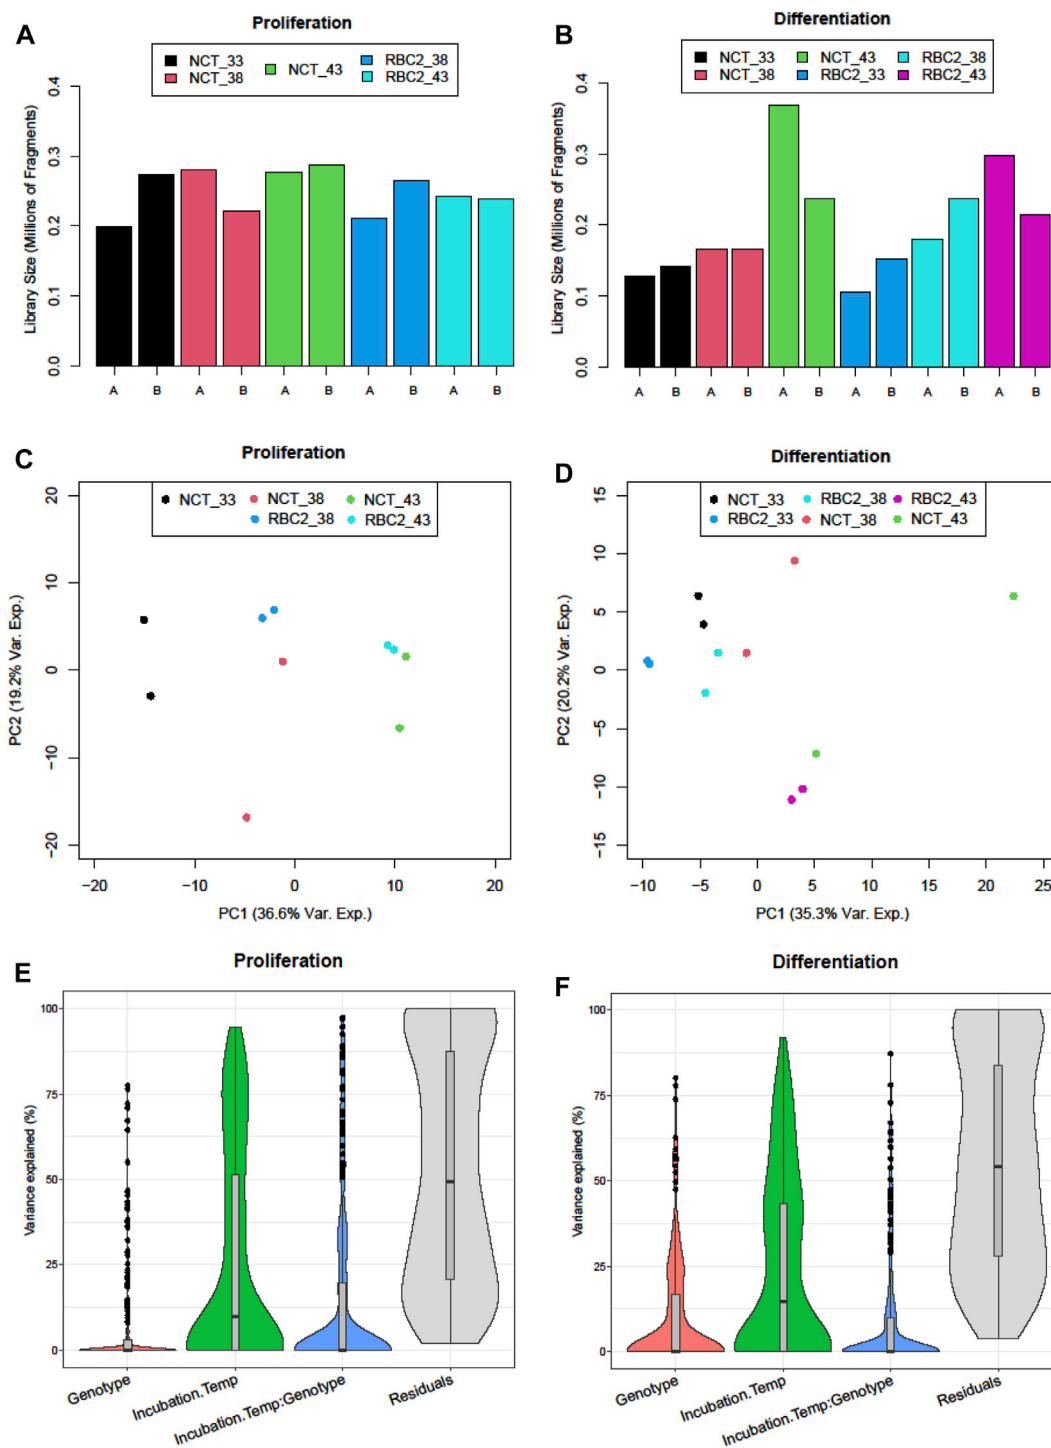 A
Proliferation
NCT_33
NCT_38
NCT_43
RBC2_38
RBC2_43
Library Size (Millions of Fragments)
0.4
0.3
0.2
0.1
0.0
A B A B A B A B A B
B
Differentiation
NCT_33
NCT_38
NCT_43
RBC2_33
RBC2_38
RBC2_43
Library Size (Millions of Fragments)
0.4
0.3
0.2
0.1
0.0
A B A B A B A B A B A B
C
Proliferation
NCT_33 NCT_38 NCT_43
RBC2_38 RBC2_43
PC2 (19.2% Var. Exp.)
20
10
0
−10
−20
−20 −10 0 10 20
PC1 (36.6% Var. Exp.)
D
Differentiation
NCT_33 RBC2_38 RBC2_43
RBC2_33 NCT_38 NCT_43
PC2 (20.2% Var. Exp.)
15
10
5
0
−5
−10
−15
−10 −5 0 5 10 15 20 25
PC1 (35.3% Var. Exp.)
E
Proliferation
Variance explained (%)
100
75
50
25
0
Genotype
Incubation.Temp
Incubation.Temp:Genotype
Residuals
F
Differentiation
Variance explained (%)
100
75
50
25
0
Genotype
Incubation.Temp
Incubation.Temp:Genotype
Residuals